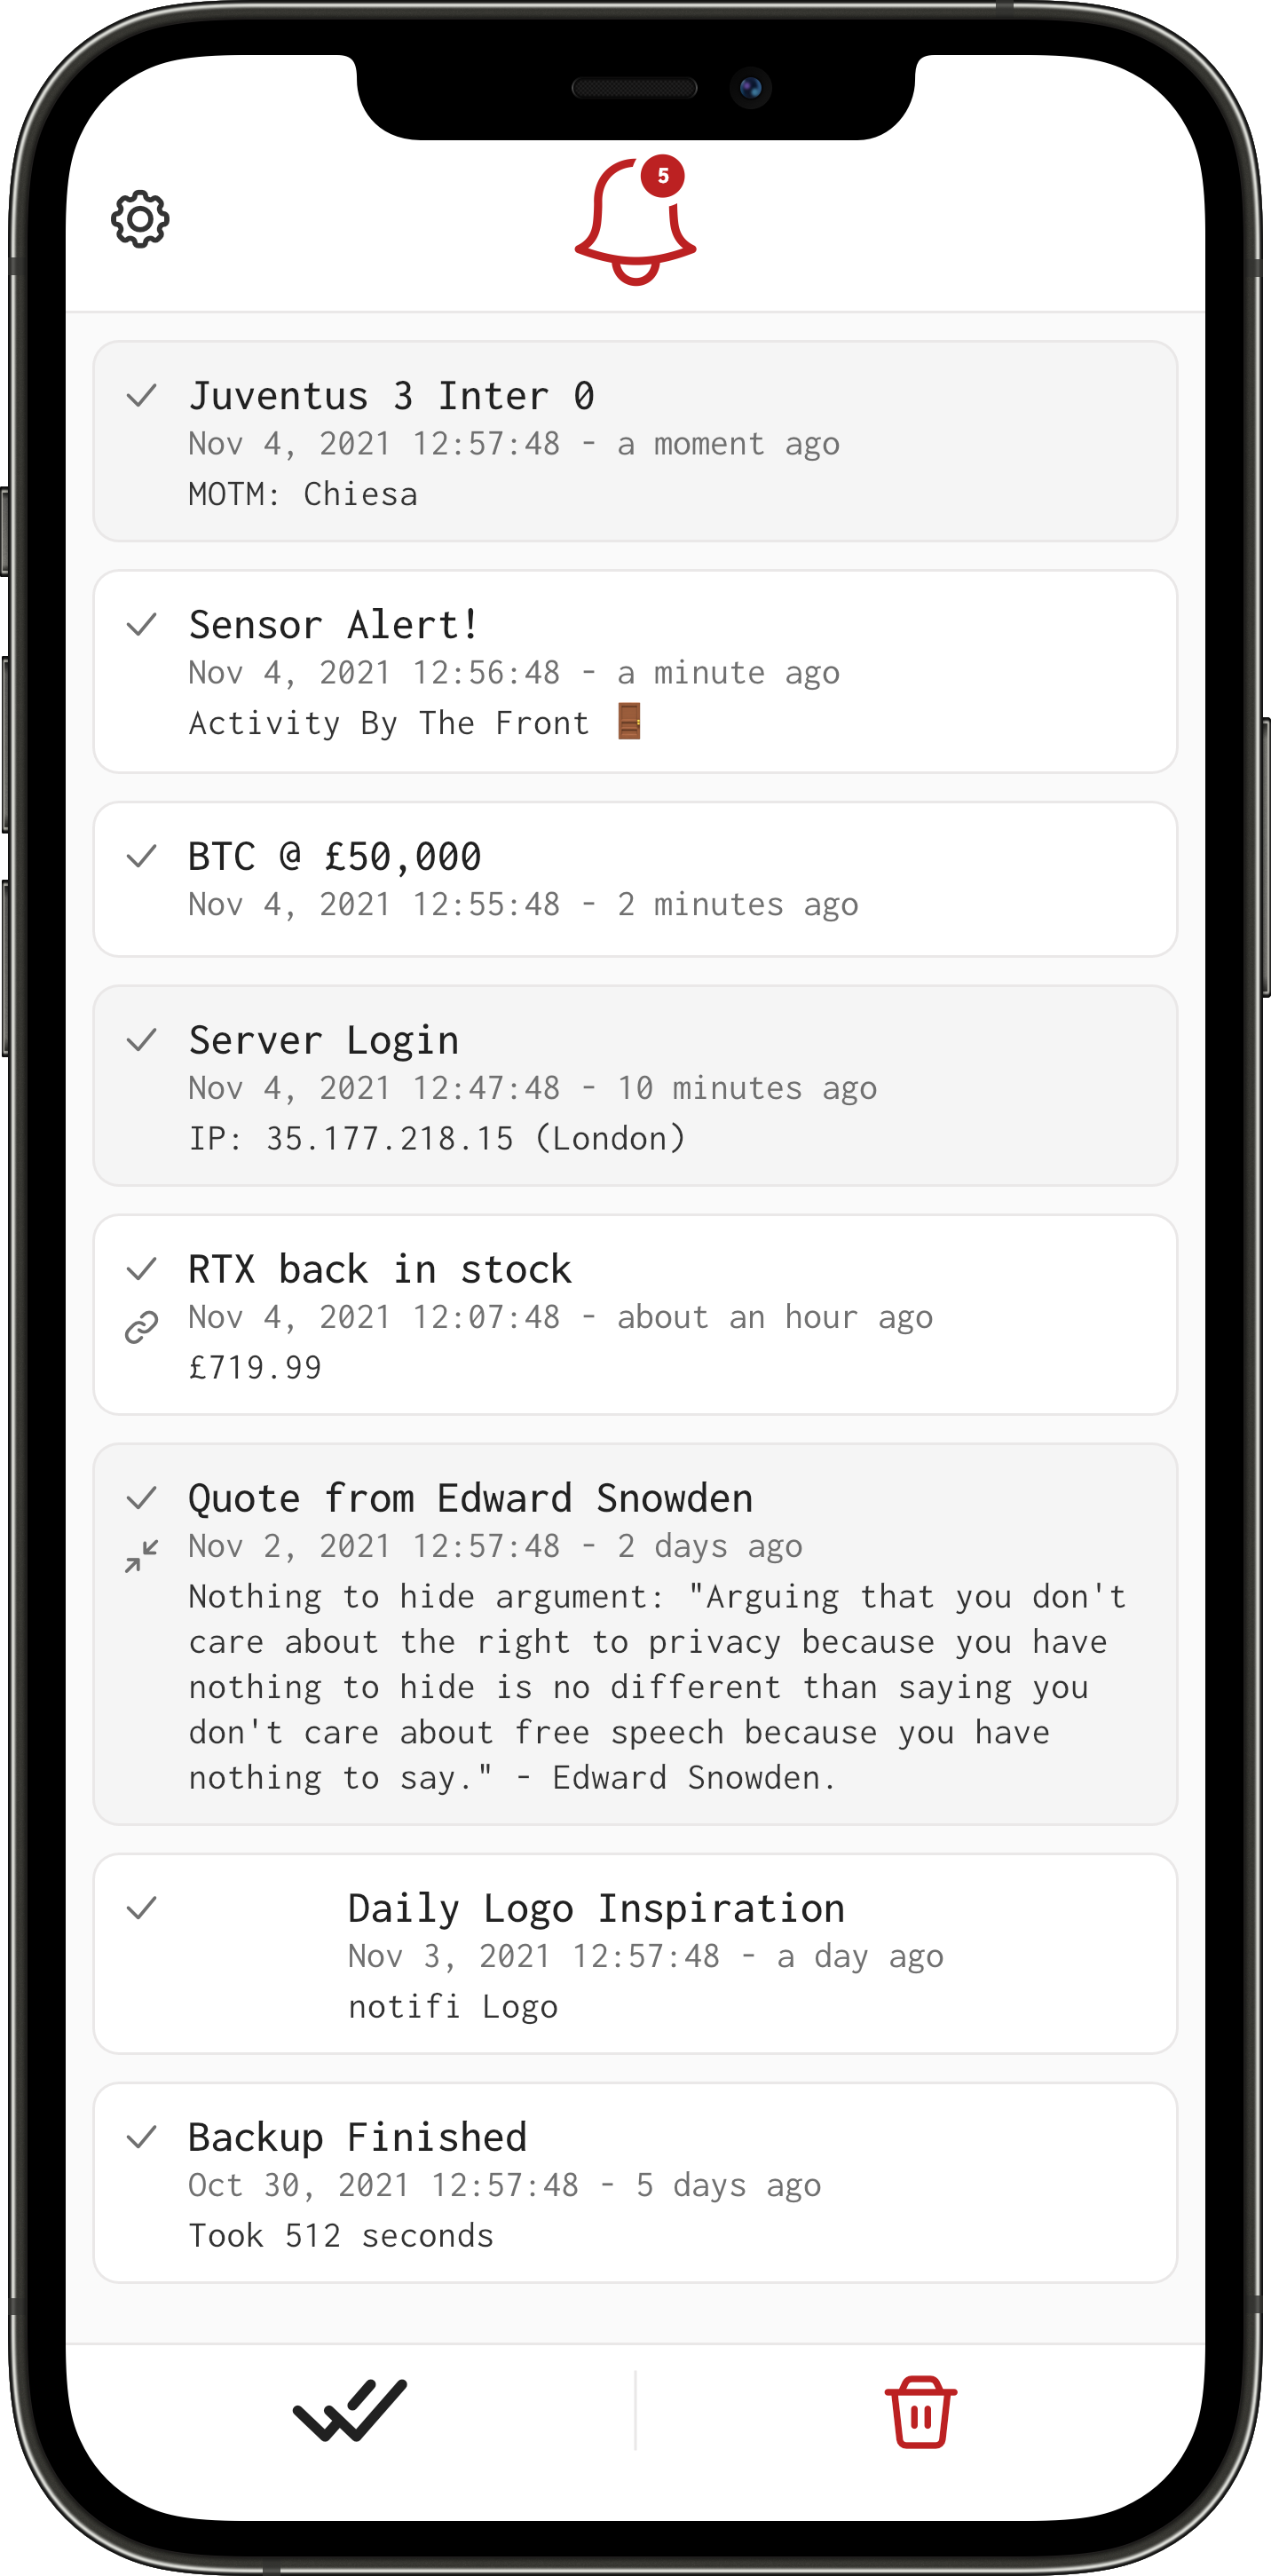 5
Juventus 3 Inter 0
Nov 4, 2021 12:57:48 - a moment ago
MOTM: Chiesa
Sensor Alert!
Nov 4, 2021 12:56:48 - a minute ago
Activity By The Front 🚪
BTC @ £50,000
Nov 4, 2021 12:55:48 - 2 minutes ago
Server Login
Nov 4, 2021 12:47:48 - 10 minutes ago
IP: 35.177.218.15 (London)
RTX back in stock
Nov 4, 2021 12:07:48 - about an hour ago
£719.99
Quote from Edward Snowden
Nov 2, 2021 12:57:48 - 2 days ago
Nothing to hide argument: "Arguing that you don't
care about the right to privacy because you have
nothing to hide is no different than saying you
don't care about free speech because you have
nothing to say." - Edward Snowden.
Daily Logo Inspiration
Nov 3, 2021 12:57:48 - a day ago
notifi Logo
Backup Finished
Oct 30, 2021 12:57:48 - 5 days ago
Took 512 seconds